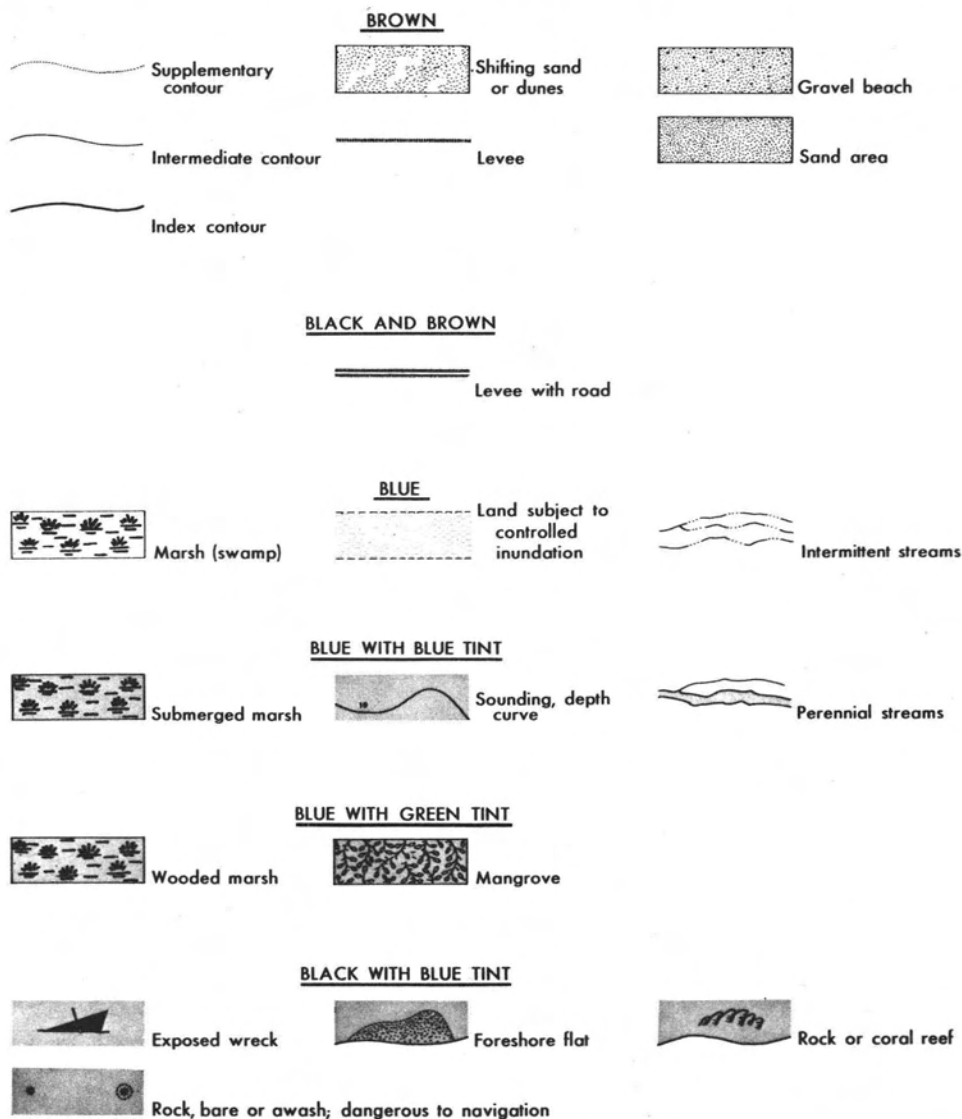 BROWN
Supplementary
contour
Shifting sand
or dunes
Gravel beach
Intermediate contour
Levee
Sand area
Index contour
BLACK AND BROWN
Levee with road
BLUE
Marsh (swamp)
Land subject to
controlled
inundation
Intermittent streams
BLUE WITH BLUE TINT
Submerged marsh
10
Sounding, depth
curve
Perennial streams
BLUE WITH GREEN TINT
Wooded marsh
Mangrove
BLACK WITH BLUE TINT
Exposed wreck
Foreshore flat
Rock or coral reef
Rock, bare or awash; dangerous to navigation